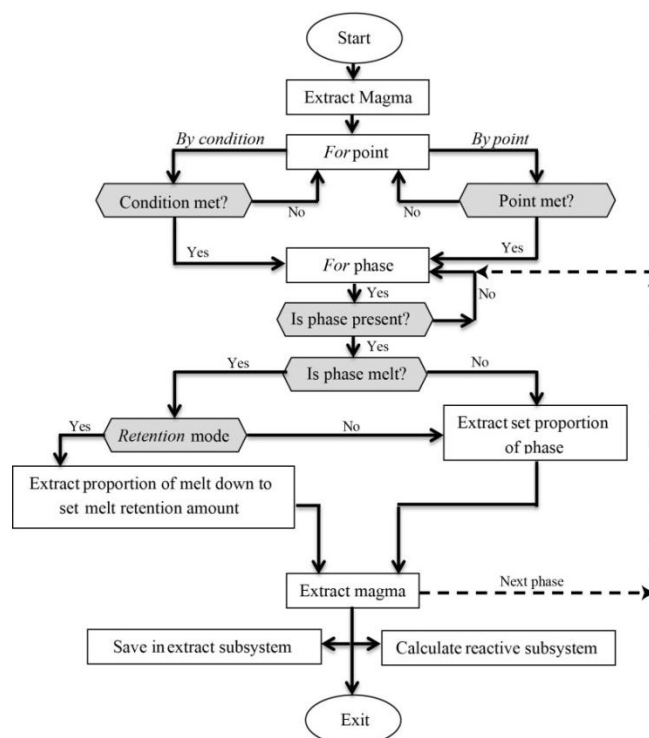 Start
Extract Magma
By condition
For point
By point
Condition met?
No
No
Point met?
Yes
For phase
Yes
Yes
No
Is phase present?
Yes
Yes
Is phase melt?
No
Yes
Retention mode
No
Extract set proportion
of phase
Extract proportion of melt down to
set melt retention amount
Extract magma
Next phase
Save in extract subsystem
Calculate reactive subsystem
Exit